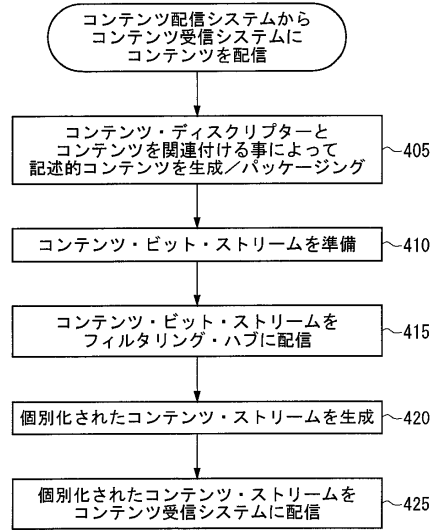 コンテンツ配信システムから
コンテンツ受信システムに
コンテンツを配信
コンテンツ・ディスクリプターと
コンテンツを関連付ける事によって
記述的コンテンツを生成／パッケージング
405
コンテンツ・ビット・ストリームを準備
410
コンテンツ・ビット・ストリームを
フィルタリング・ハブに配信
415
個別化されたコンテンツ・ストリームを生成
420
個別化されたコンテンツ・ストリームを
コンテンツ受信システムに配信
425